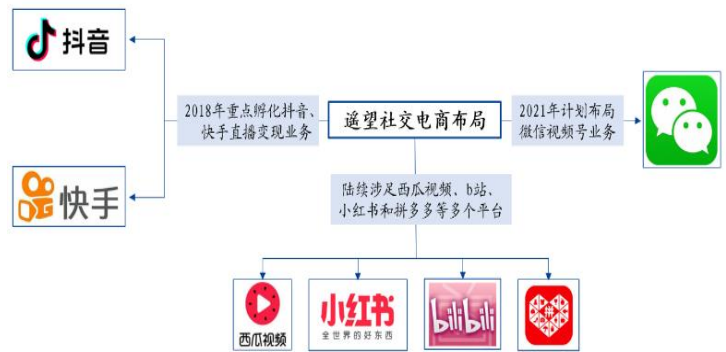 抖音
2018年重点孵化抖音、
快手直播变现业务
遥望社交电商布局
2021年计划布局
微信视频号业务
快手
陆续涉足西瓜视频、b站、
小红书和拼多多等多个平台
西瓜视频
小红书
全世界的好东西
bilibili
拼